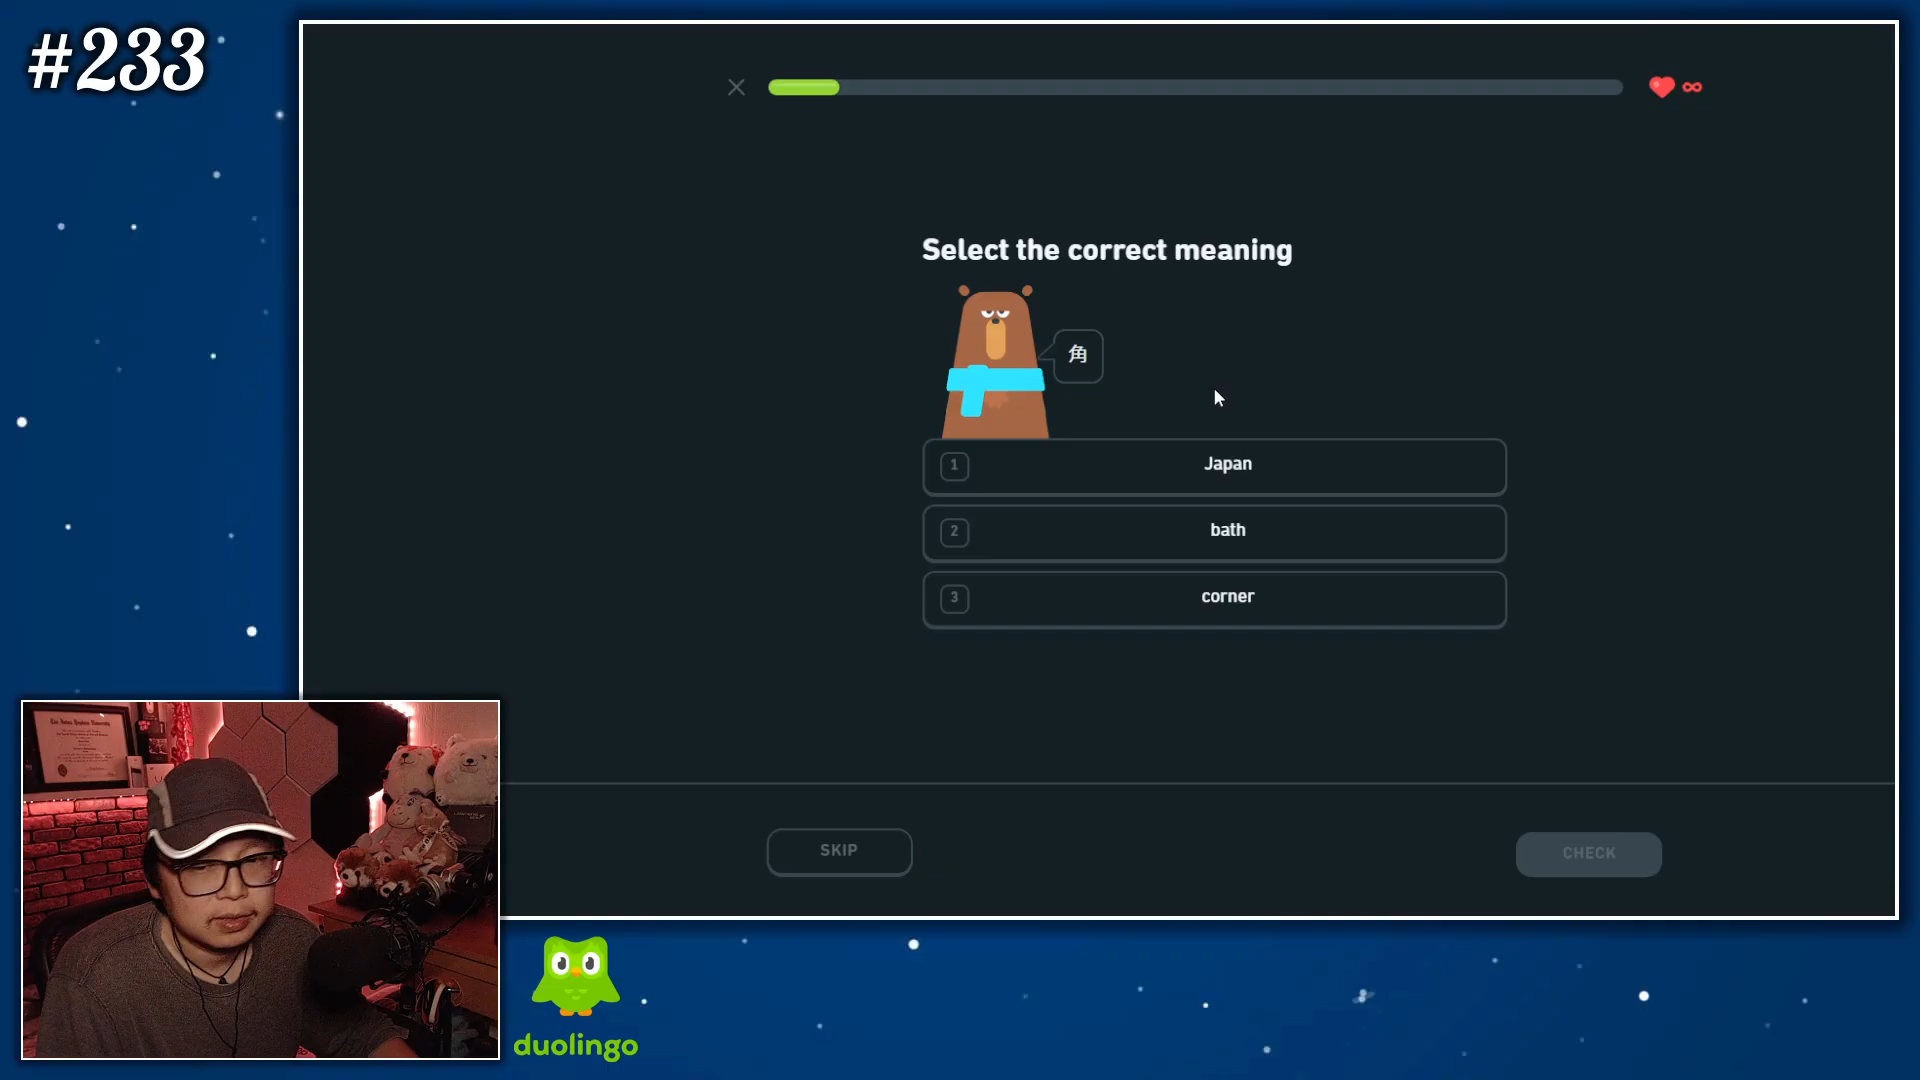 #233
∞
Select the correct meaning
角
1 Japan
2 bath
3 corner
SKIP
CHECK
duolingo